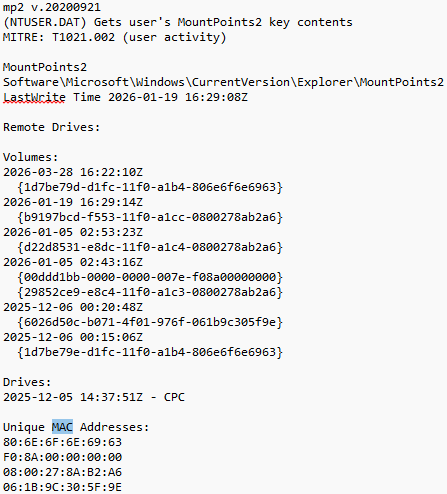 mp2 v.20200921
(NTUSER.DAT) Gets user's MountPoints2 key contents
MITRE: T1021.002 (user activity)
MountPoints2
Software\Microsoft\Windows\CurrentVersion\Explorer\MountPoints2
LastWrite Time 2026-01-19 16:29:08Z
Remote Drives:
Volumes:
2026-03-28 16:22:10Z
{1d7be79d-d1fc-11f0-a1b4-806e6f6e6963}
2026-01-19 16:29:14Z
{b9197bcd-f553-11f0-a1cc-0800278ab2a6}
2026-01-05 02:53:23Z
{d22d8531-e8dc-11f0-a1c4-0800278ab2a6}
2026-01-05 02:43:16Z
{00ddd1bb-0000-0000-007e-f08a00000000}
{29852ce9-e8c4-11f0-a1c3-0800278ab2a6}
2025-12-06 00:20:48Z
{6026d50c-b071-4f01-976f-061b9c305f9e}
2025-12-06 00:15:06Z
{1d7be79e-d1fc-11f0-a1b4-806e6f6e6963}
Drives:
2025-12-05 14:37:51Z - CPC
Unique MAC Addresses:
80:6E:6F:6E:69:63
F0:8A:00:00:00:00
08:00:27:8A:B2:A6
06:1B:9C:30:5F:9E